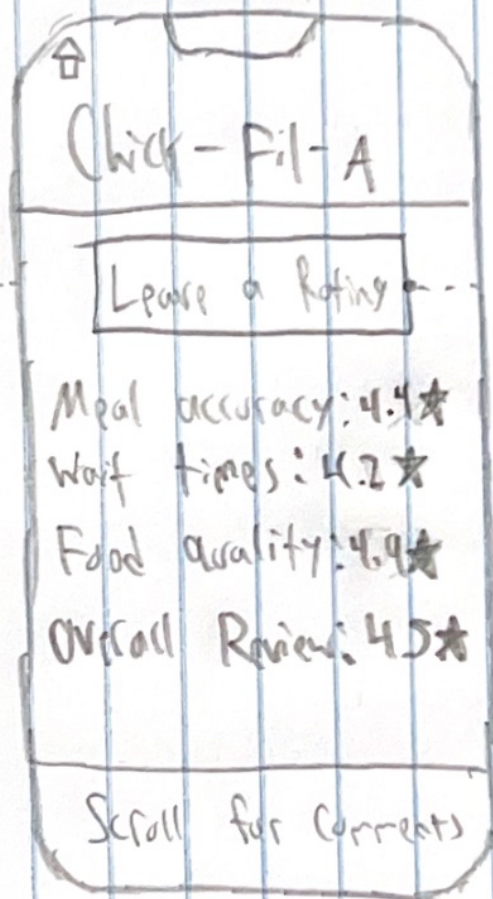 Chick-Fil-A
Leave a Rating
Meal accuracy: 4.4★
Wait times: 4.2★
Food quality: 4.9★
Overall Review: 4.5★
Scroll for Comments